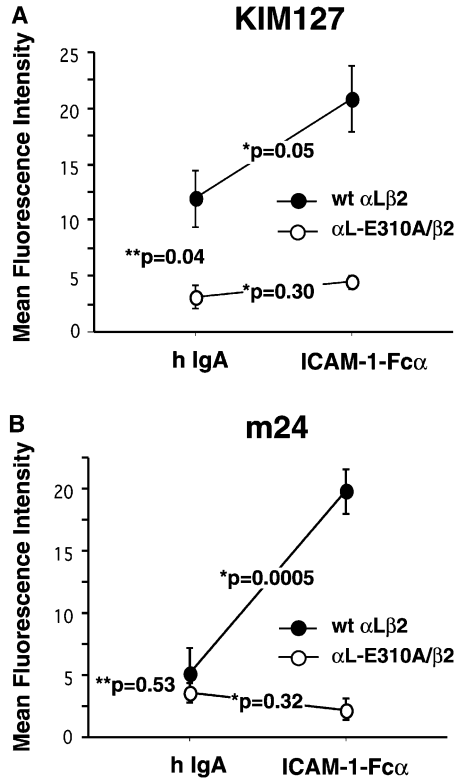 A
KIM127
Mean Fluorescence Intensity
25
20
15
10
5
0
*p=0.05
wt αLβ2
αL-E310A/β2
**p=0.04
*p=0.30
h IgA
ICAM-1-Fcα
B
m24
Mean Fluorescence Intensity
20
15
10
5
0
*p=0.0005
wt αLβ2
αL-E310A/β2
**p=0.53
*p=0.32
h IgA
ICAM-1-Fcα